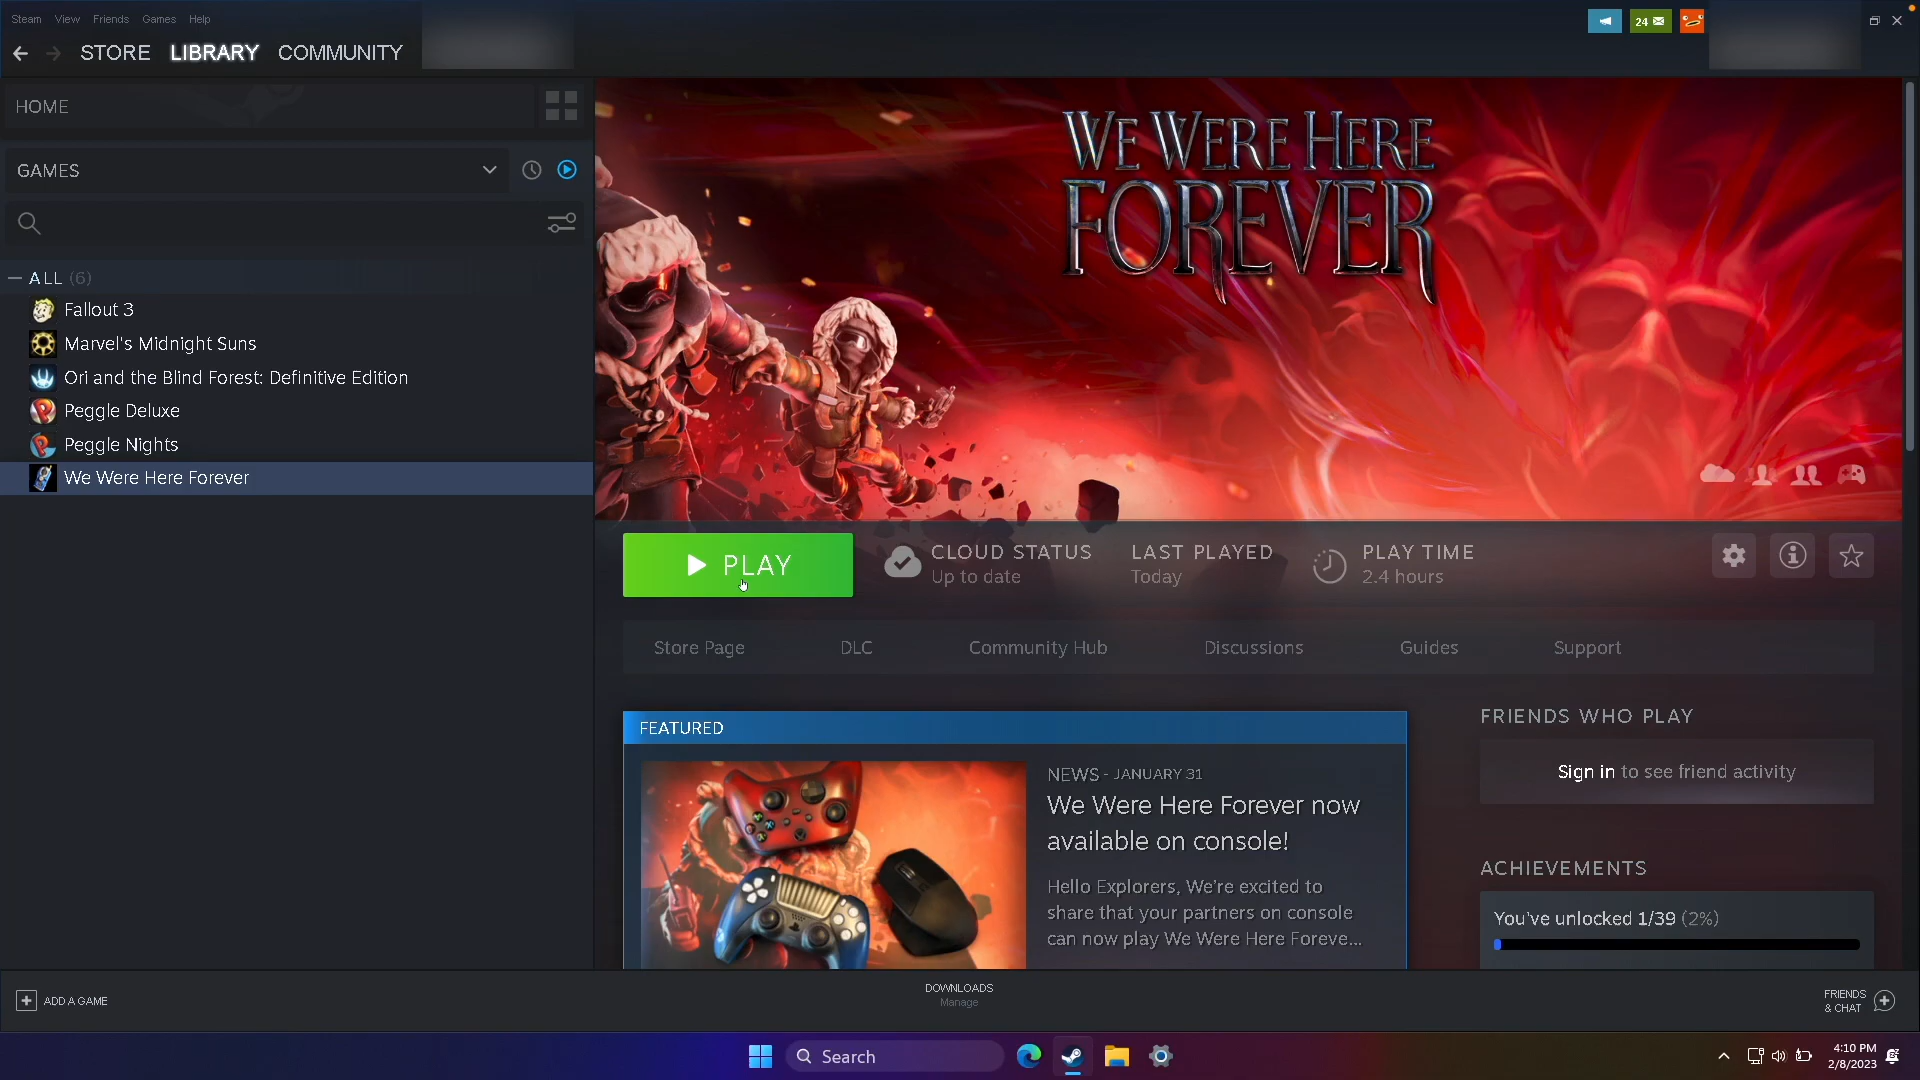 Steam View Friends Games Help
24
STORE LIBRARY COMMUNITY
HOME
GAMES
ALL (6)
Fallout 3
Marvel's Midnight Suns
Ori and the Blind Forest: Definitive Edition
Peggle Deluxe
Peggle Nights
We Were Here Forever
WE WERE HERE
FOREVER
PLAY
CLOUD STATUS
Up to date
LAST PLAYED
Today
PLAY TIME
2.4 hours
Store Page DLC Community Hub Discussions Guides Support
FEATURED
NEWS - JANUARY 31
We Were Here Forever now
available on console!
Hello Explorers, We're excited to
share that your partners on console
can now play We Were Here Foreve...
FRIENDS WHO PLAY
Sign in to see friend activity
ACHIEVEMENTS
You've unlocked 1/39 (2%)
ADD A GAME
DOWNLOADS
Manage
FRIENDS
& CHAT
Search
4:10 PM
2/8/2023